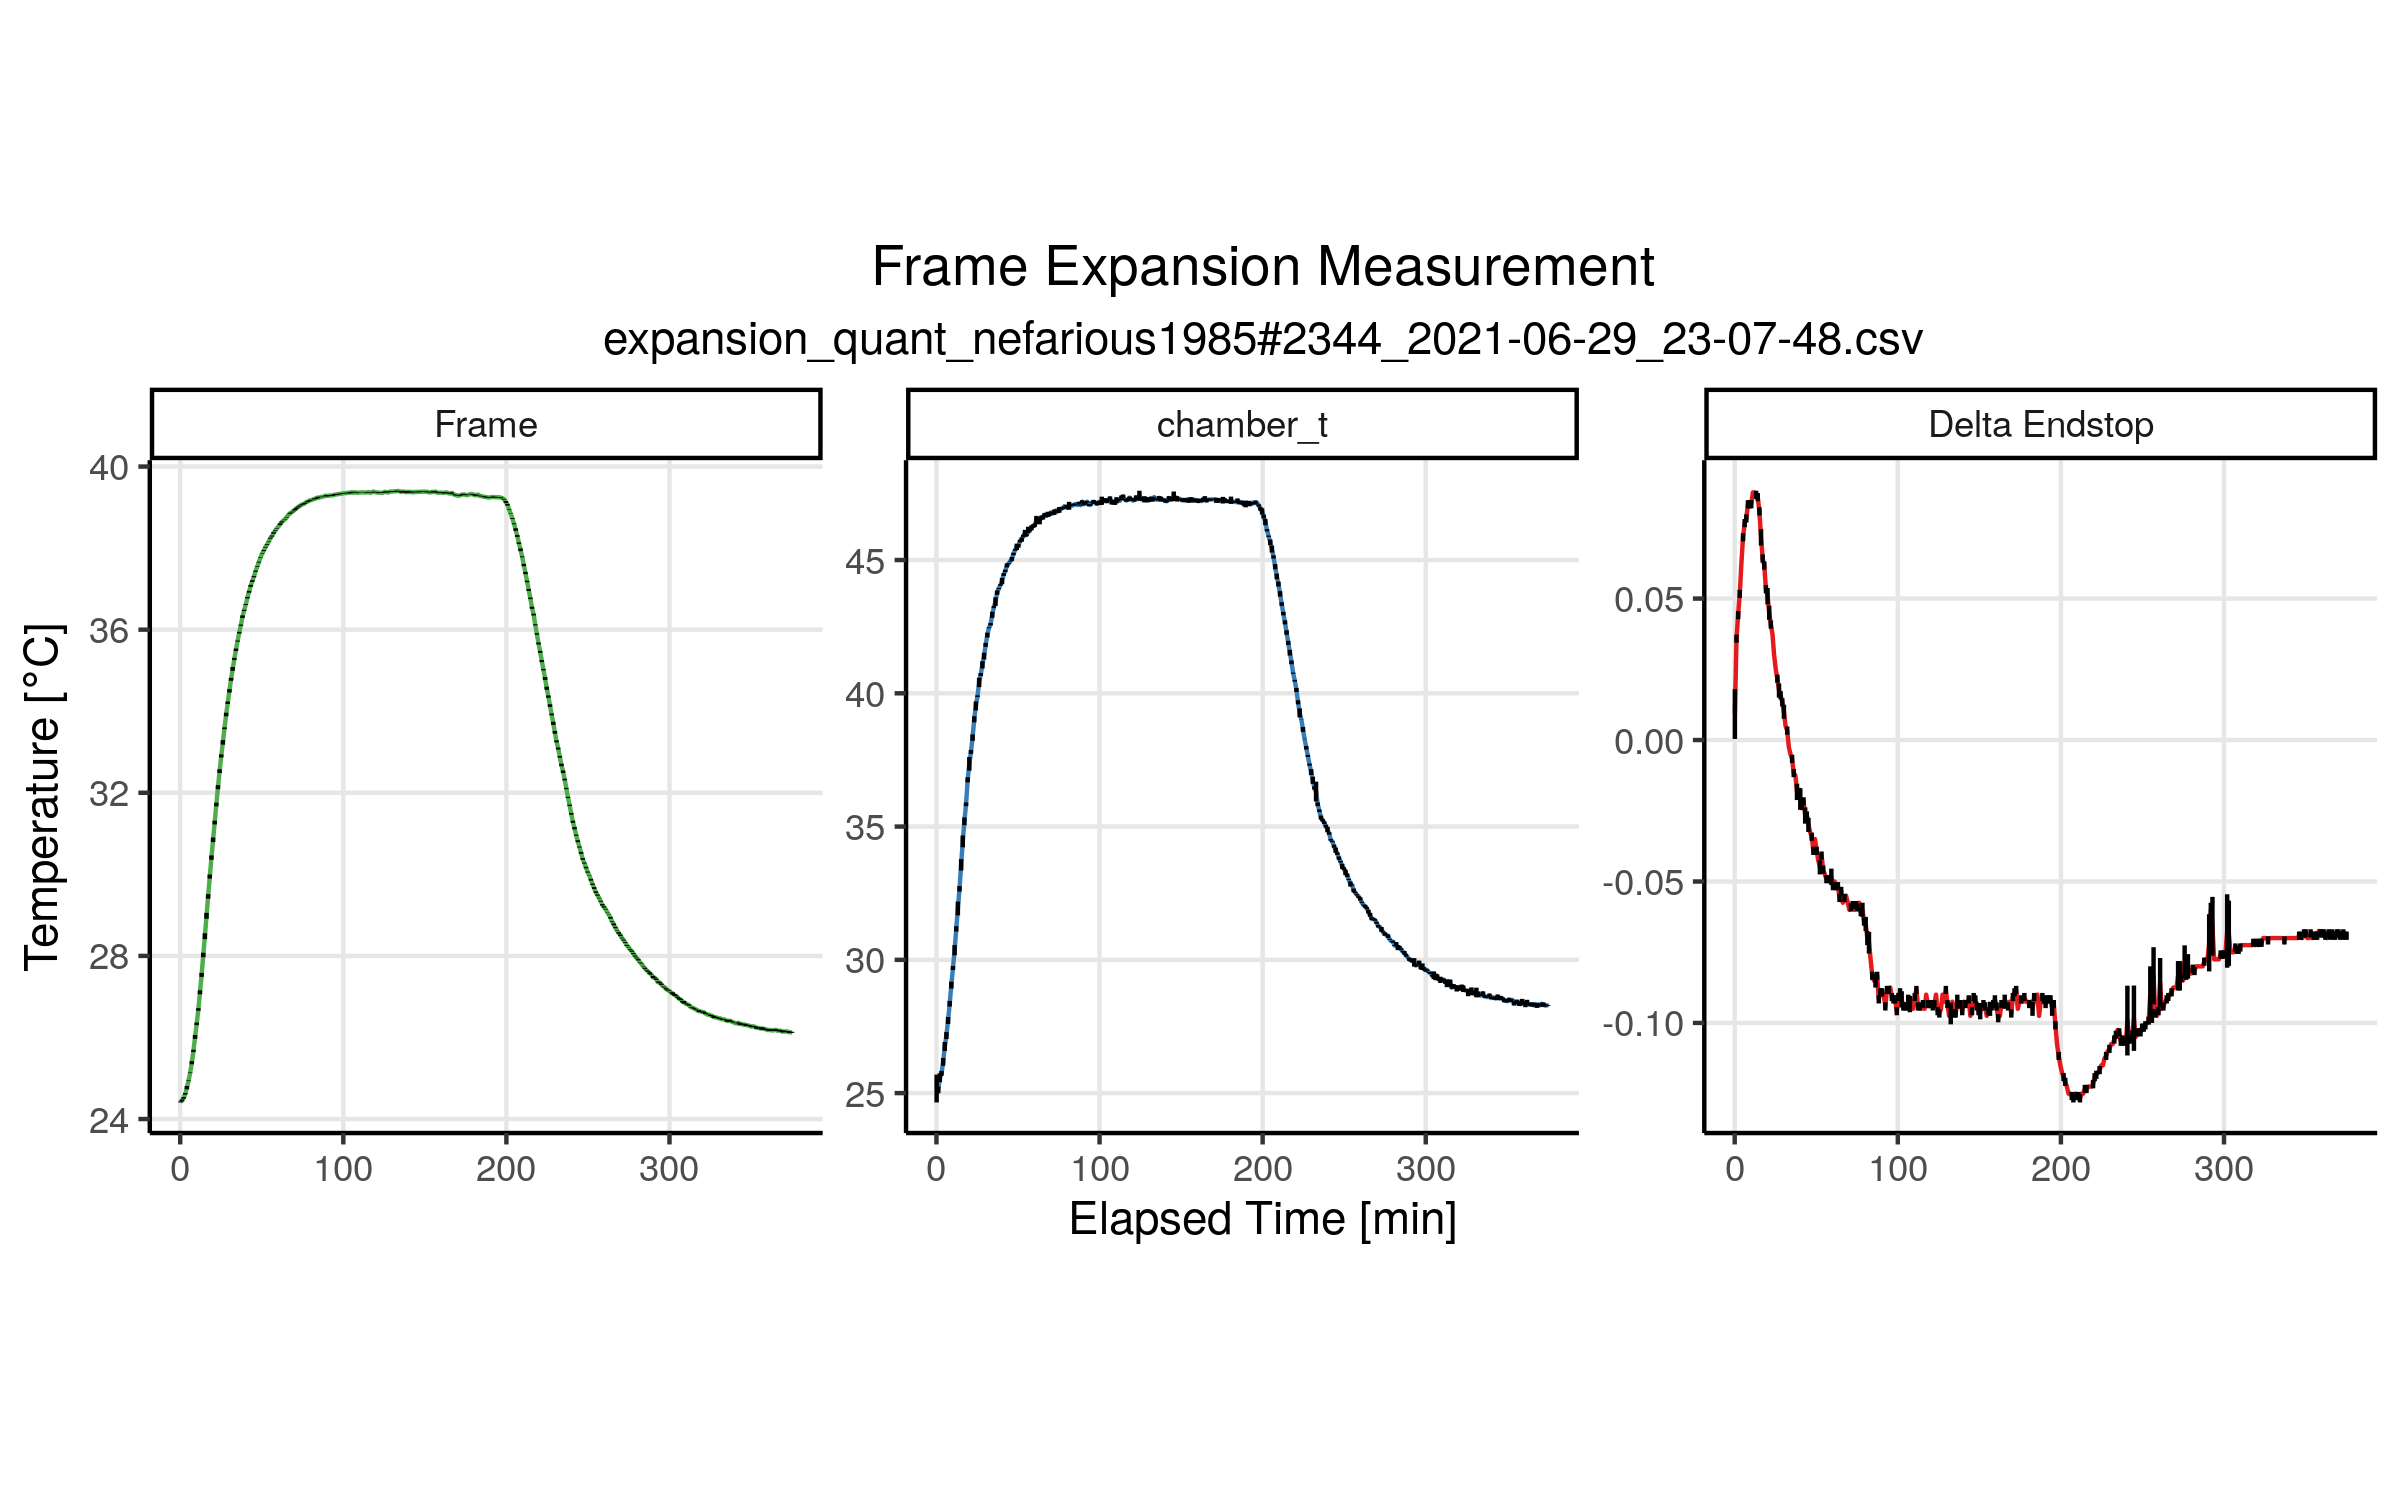 Frame Expansion Measurement
expansion_quant_nefarious1985#2344_2021-06-29_23-07-48.csv
Frame
chamber_t
Delta Endstop
Temperature [°C]
40
36
32
28
24
45
40
35
30
25
0.05
0.00
-0.05
-0.10
0 100 200 300
0 100 200 300
0 100 200 300
Elapsed Time [min]